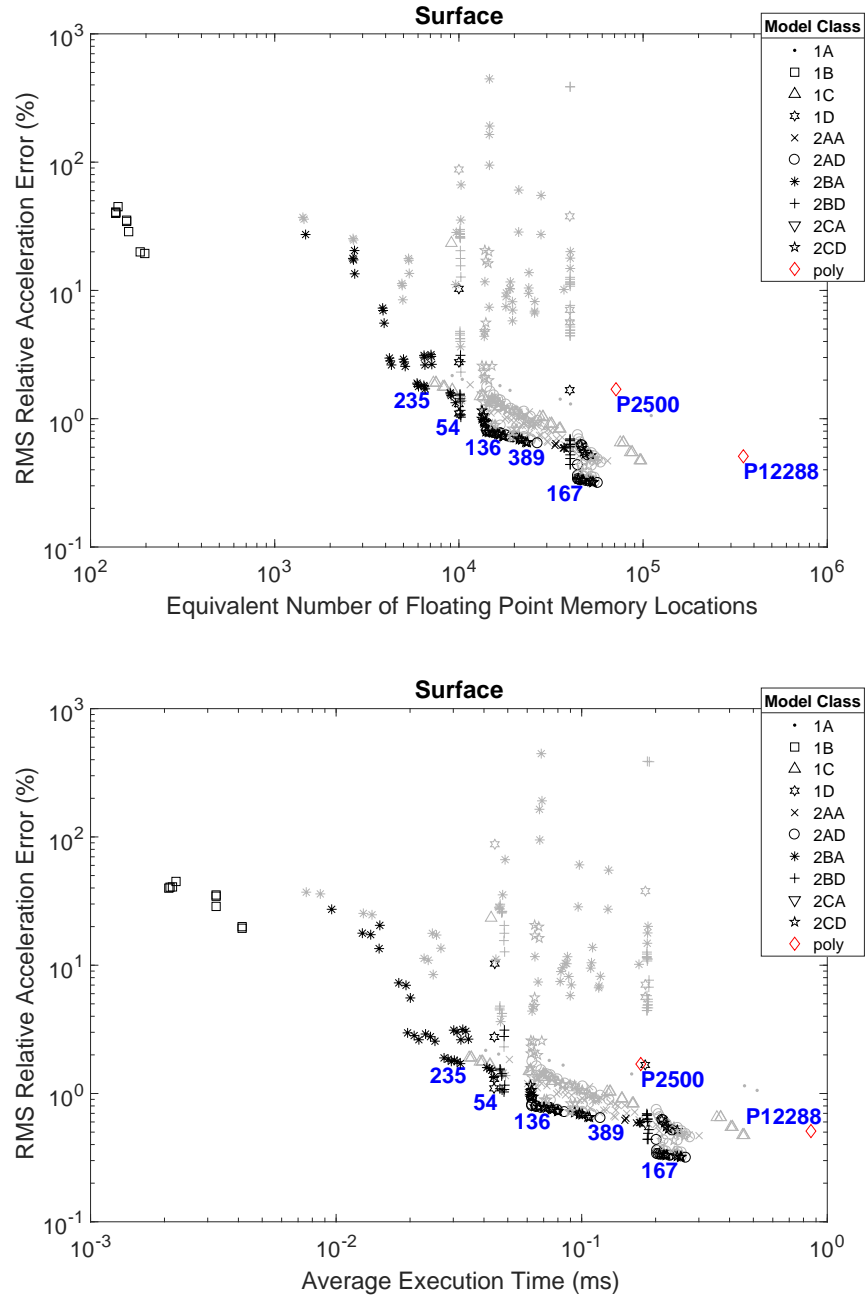 Surface
10^3
10^2
10^1
10^0
10^-1
RMS Relative Acceleration Error (%)
Model Class
1A
1B
1C
1D
2AA
2AD
2BA
2BD
2CA
2CD
poly
235
54
136
389
167
P2500
P12288
10^2
10^3
10^4
10^5
10^6
Equivalent Number of Floating Point Memory Locations
Surface
10^3
10^2
10^1
10^0
10^-1
RMS Relative Acceleration Error (%)
Model Class
1A
1B
1C
1D
2AA
2AD
2BA
2BD
2CA
2CD
poly
235
54
136
389
167
P2500
P12288
10^-3
10^-2
10^-1
10^0
Average Execution Time (ms)